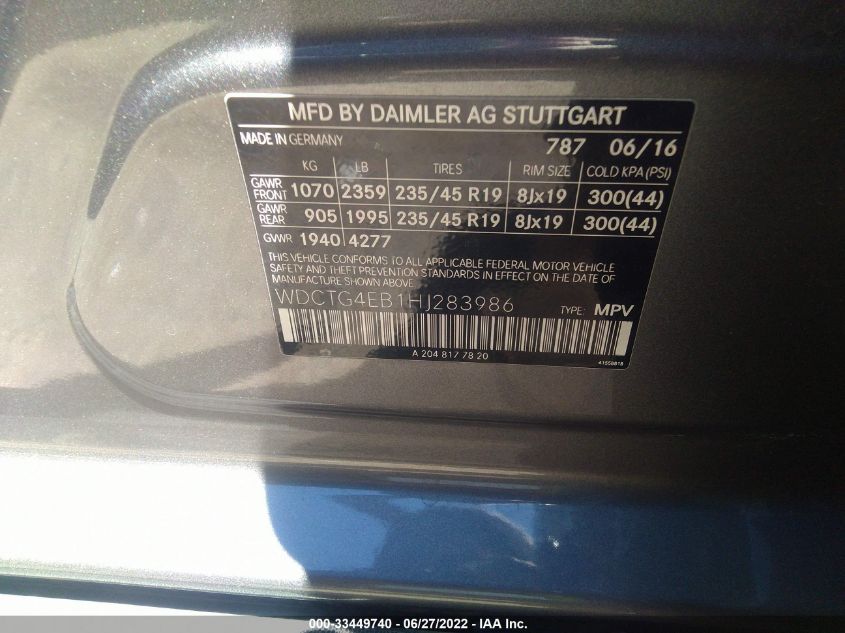 MFD BY DAIMLER AG STUTTGART
MADE IN GERMANY 787 06/16
KG LB TIRES RIM SIZE COLD KPA (PSI)
GAWR FRONT 1070 2359 235/45 R19 8Jx19 300(44)
GAWR REAR 905 1995 235/45 R19 8Jx19 300(44)
GVWR 1940 4277
THIS VEHICLE CONFORMS TO ALL APPLICABLE FEDERAL MOTOR VEHICLE
SAFETY AND THEFT PREVENTION STANDARDS IN EFFECT ON THE DATE OF
MANUFACTURE SHOWN ABOVE.
WDCTG4EB1HJ283986 TYPE: MPV
A 204 817 78 20
000-33449740 - 06/27/2022 - IAA Inc.